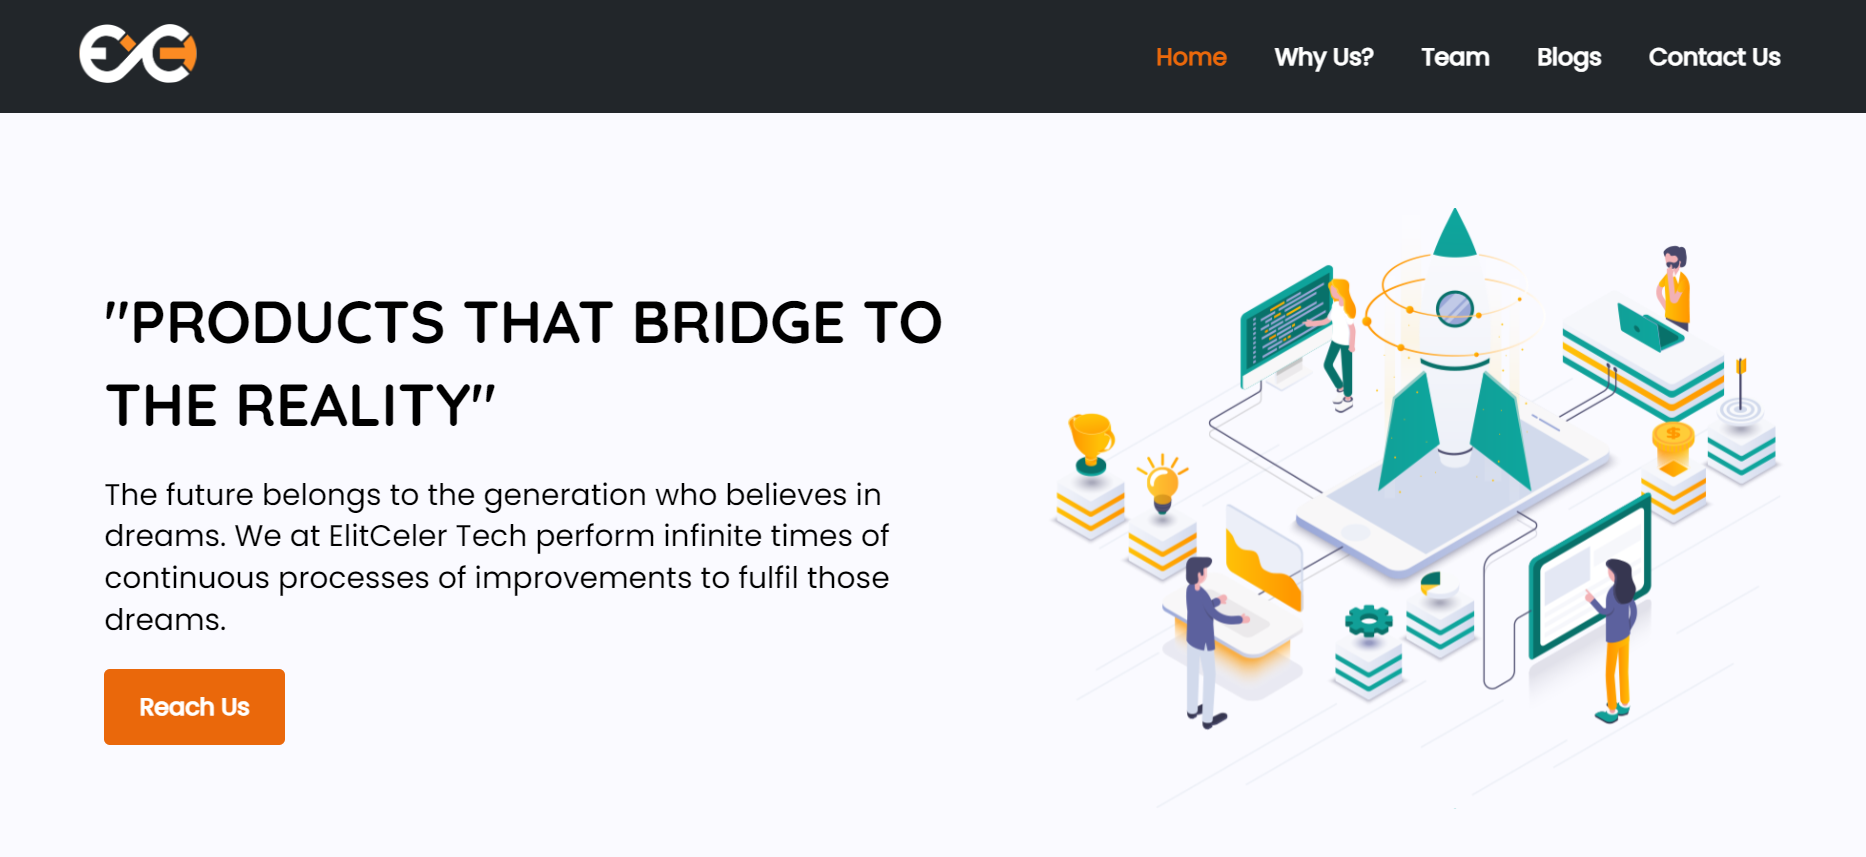 Home Why Us? Team Blogs Contact Us
"PRODUCTS THAT BRIDGE TO
THE REALITY"
The future belongs to the generation who believes in
dreams. We at ElitCeler Tech perform infinite times of
continuous processes of improvements to fulfil those
dreams.
Reach Us
$